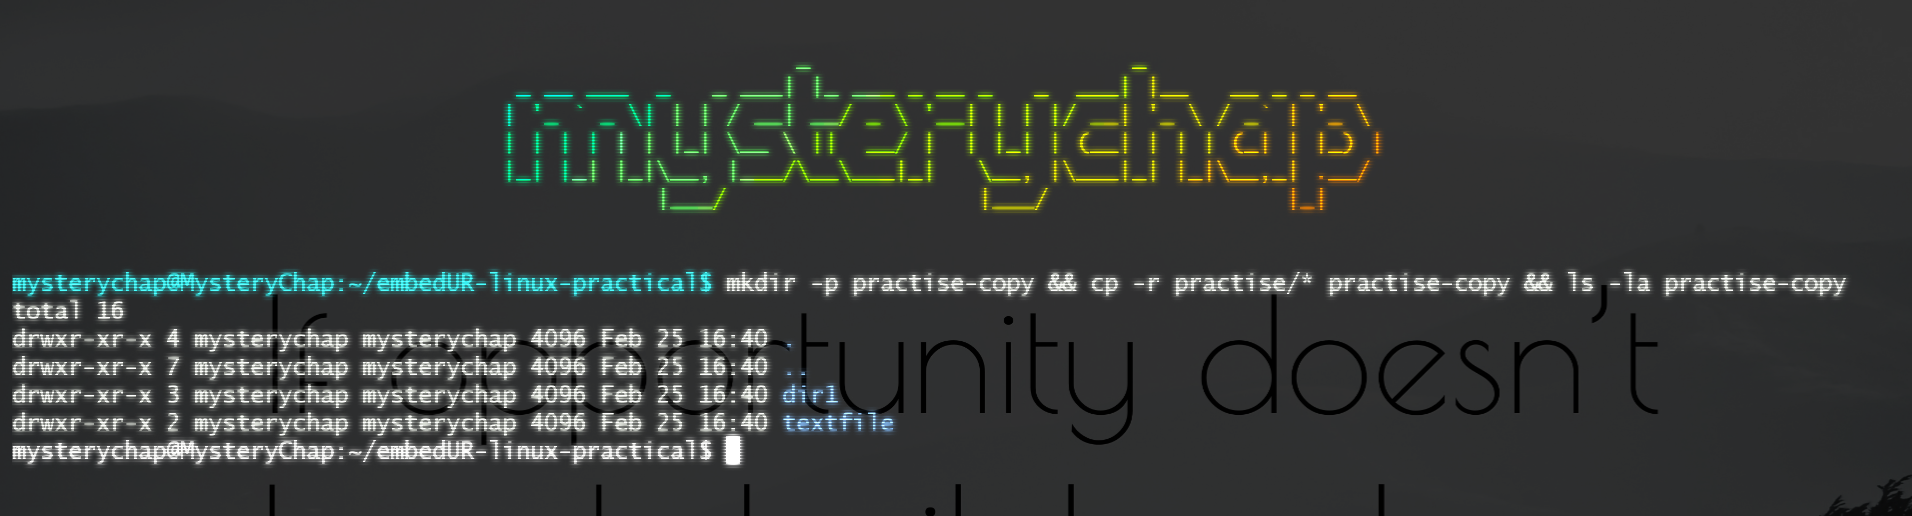 mysterychap
mysterychap@MysteryChap:~/embedUR-linux-practical$ mkdir -p practise-copy && cp -r practise/* practise-copy && ls -la practise-copy
total 16
drwxr-xr-x 4 mysterychap mysterychap 4096 Feb 25 16:40 .
drwxr-xr-x 7 mysterychap mysterychap 4096 Feb 25 16:40 ..
drwxr-xr-x 3 mysterychap mysterychap 4096 Feb 25 16:40 dir1
drwxr-xr-x 2 mysterychap mysterychap 4096 Feb 25 16:40 textfile
mysterychap@MysteryChap:~/embedUR-linux-practical$
If opportunity doesn't